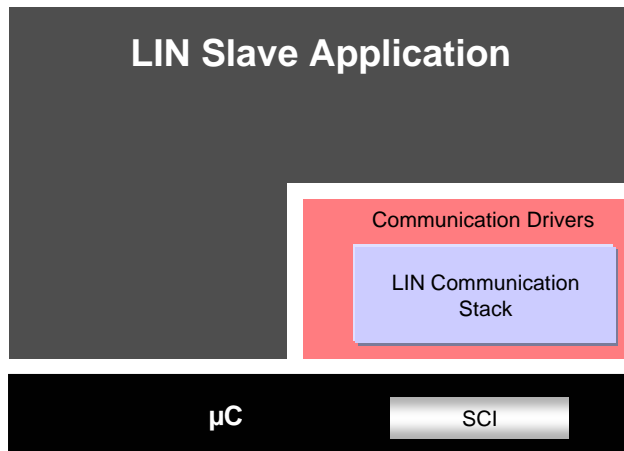 LIN Slave Application
Communication Drivers
LIN Communication
Stack
µC
SCI